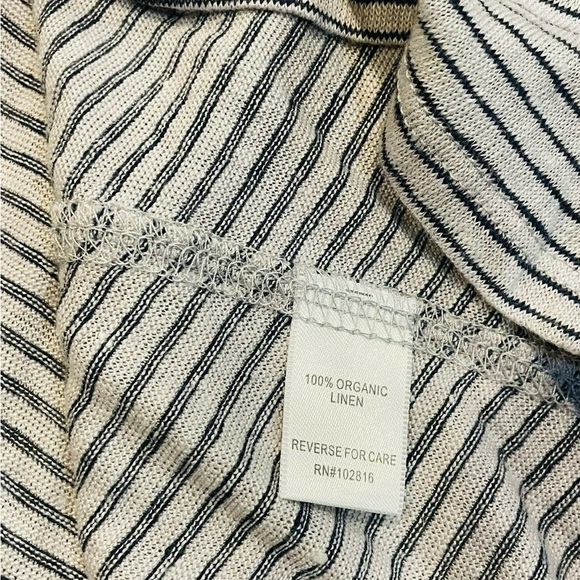 100% ORGANIC
LINEN
REVERSE FOR CARE
RN#102816